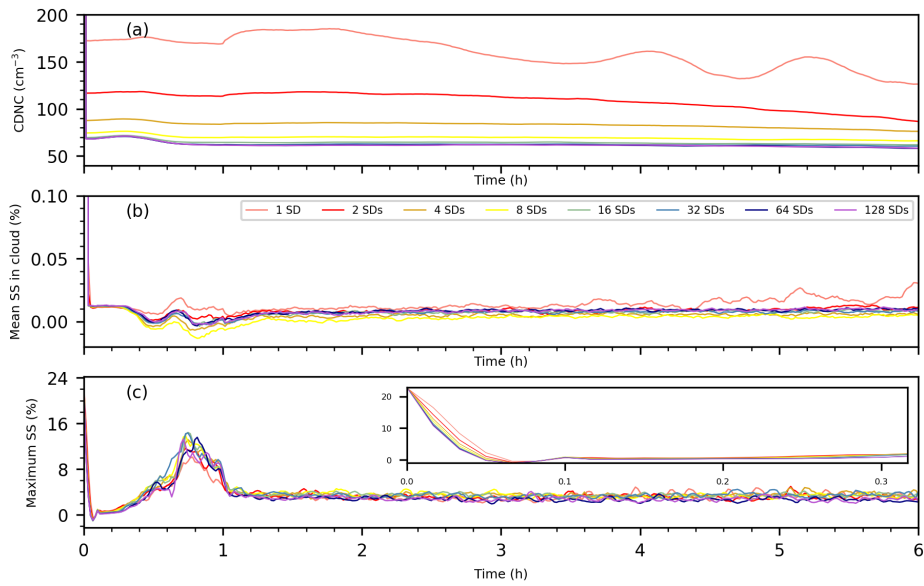 200
(a)
150
100
50
CDNC (cm⁻³)
Time (h)
0.10
(b)
1 SD 2 SDs 4 SDs 8 SDs 16 SDs 32 SDs 64 SDs 128 SDs
0.05
0.00
Mean SS in cloud (%)
Time (h)
24
(c)
20
18
12
10
6
0
0
Maximum SS (%)
0.0 0.1 0.2 0.3
0 1 2 3 4 5 6
Time (h)